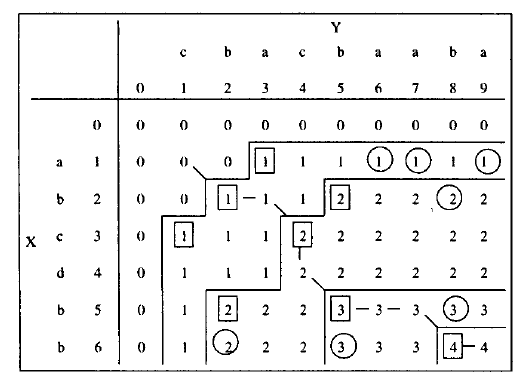 Y
c b a c b a a b a
0 1 2 3 4 5 6 7 8 9
0 0 0 0 0 0 0 0 0 0 0
a 1 0 0 0 1 1 1 1 1 1 1
b 2 0 0 1 1 1 2 2 2 2 2
X c 3 0 1 1 1 2 2 2 2 2 2
d 4 0 1 1 1 2 2 2 2 2 2
b 5 0 1 2 2 2 3 3 3 3 3
b 6 0 1 2 2 2 3 3 3 4 4